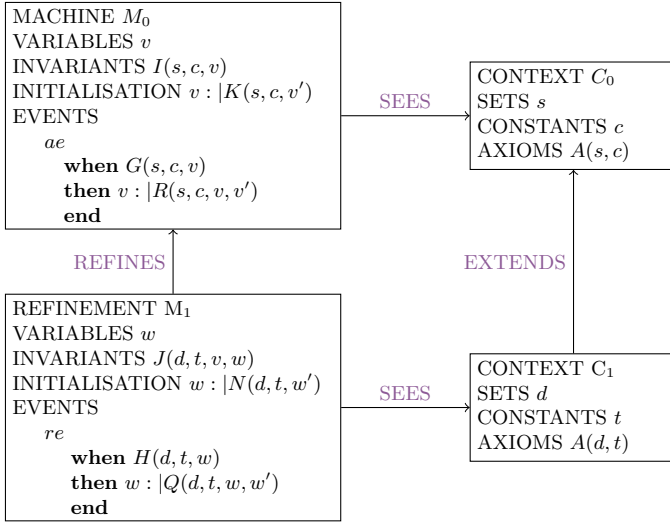 MACHINE M₀
VARIABLES v
INVARIANTS I(s, c, v)
INITIALISATION v : |K(s, c, v′)
EVENTS
ae
when G(s, c, v)
then v : |R(s, c, v, v′)
end
SEES
CONTEXT C₀
SETS s
CONSTANTS c
AXIOMS A(s, c)
REFINES
EXTENDS
REFINEMENT M₁
VARIABLES w
INVARIANTS J(d, t, v, w)
INITIALISATION w : |N(d, t, w′)
EVENTS
re
when H(d, t, w)
then w : |Q(d, t, w, w′)
end
SEES
CONTEXT C₁
SETS d
CONSTANTS t
AXIOMS A(d, t)